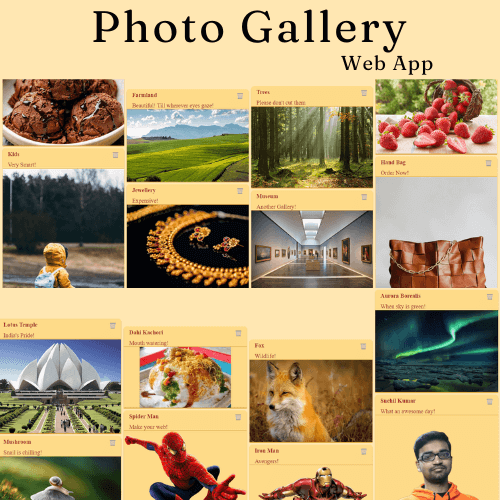 Photo Gallery
Web App
Farmland
Beautiful! Till wherever eyes gaze!
Trees
Please don't cut them
Kids
Very Smart!
Hand Bag
Order Now!
Jewellery
Expensive!
Museum
Another Gallery!
Aurora Borealis
When sky is green!
Lotus Temple
India's Pride!
Dahi Kachori
Mouth watering!
Fox
Wildlife!
Sushil Kumar
What an awesome day!
Spider Man
Make your web!
Mushroom
Snail is chilling!
Iron Man
Avengers!